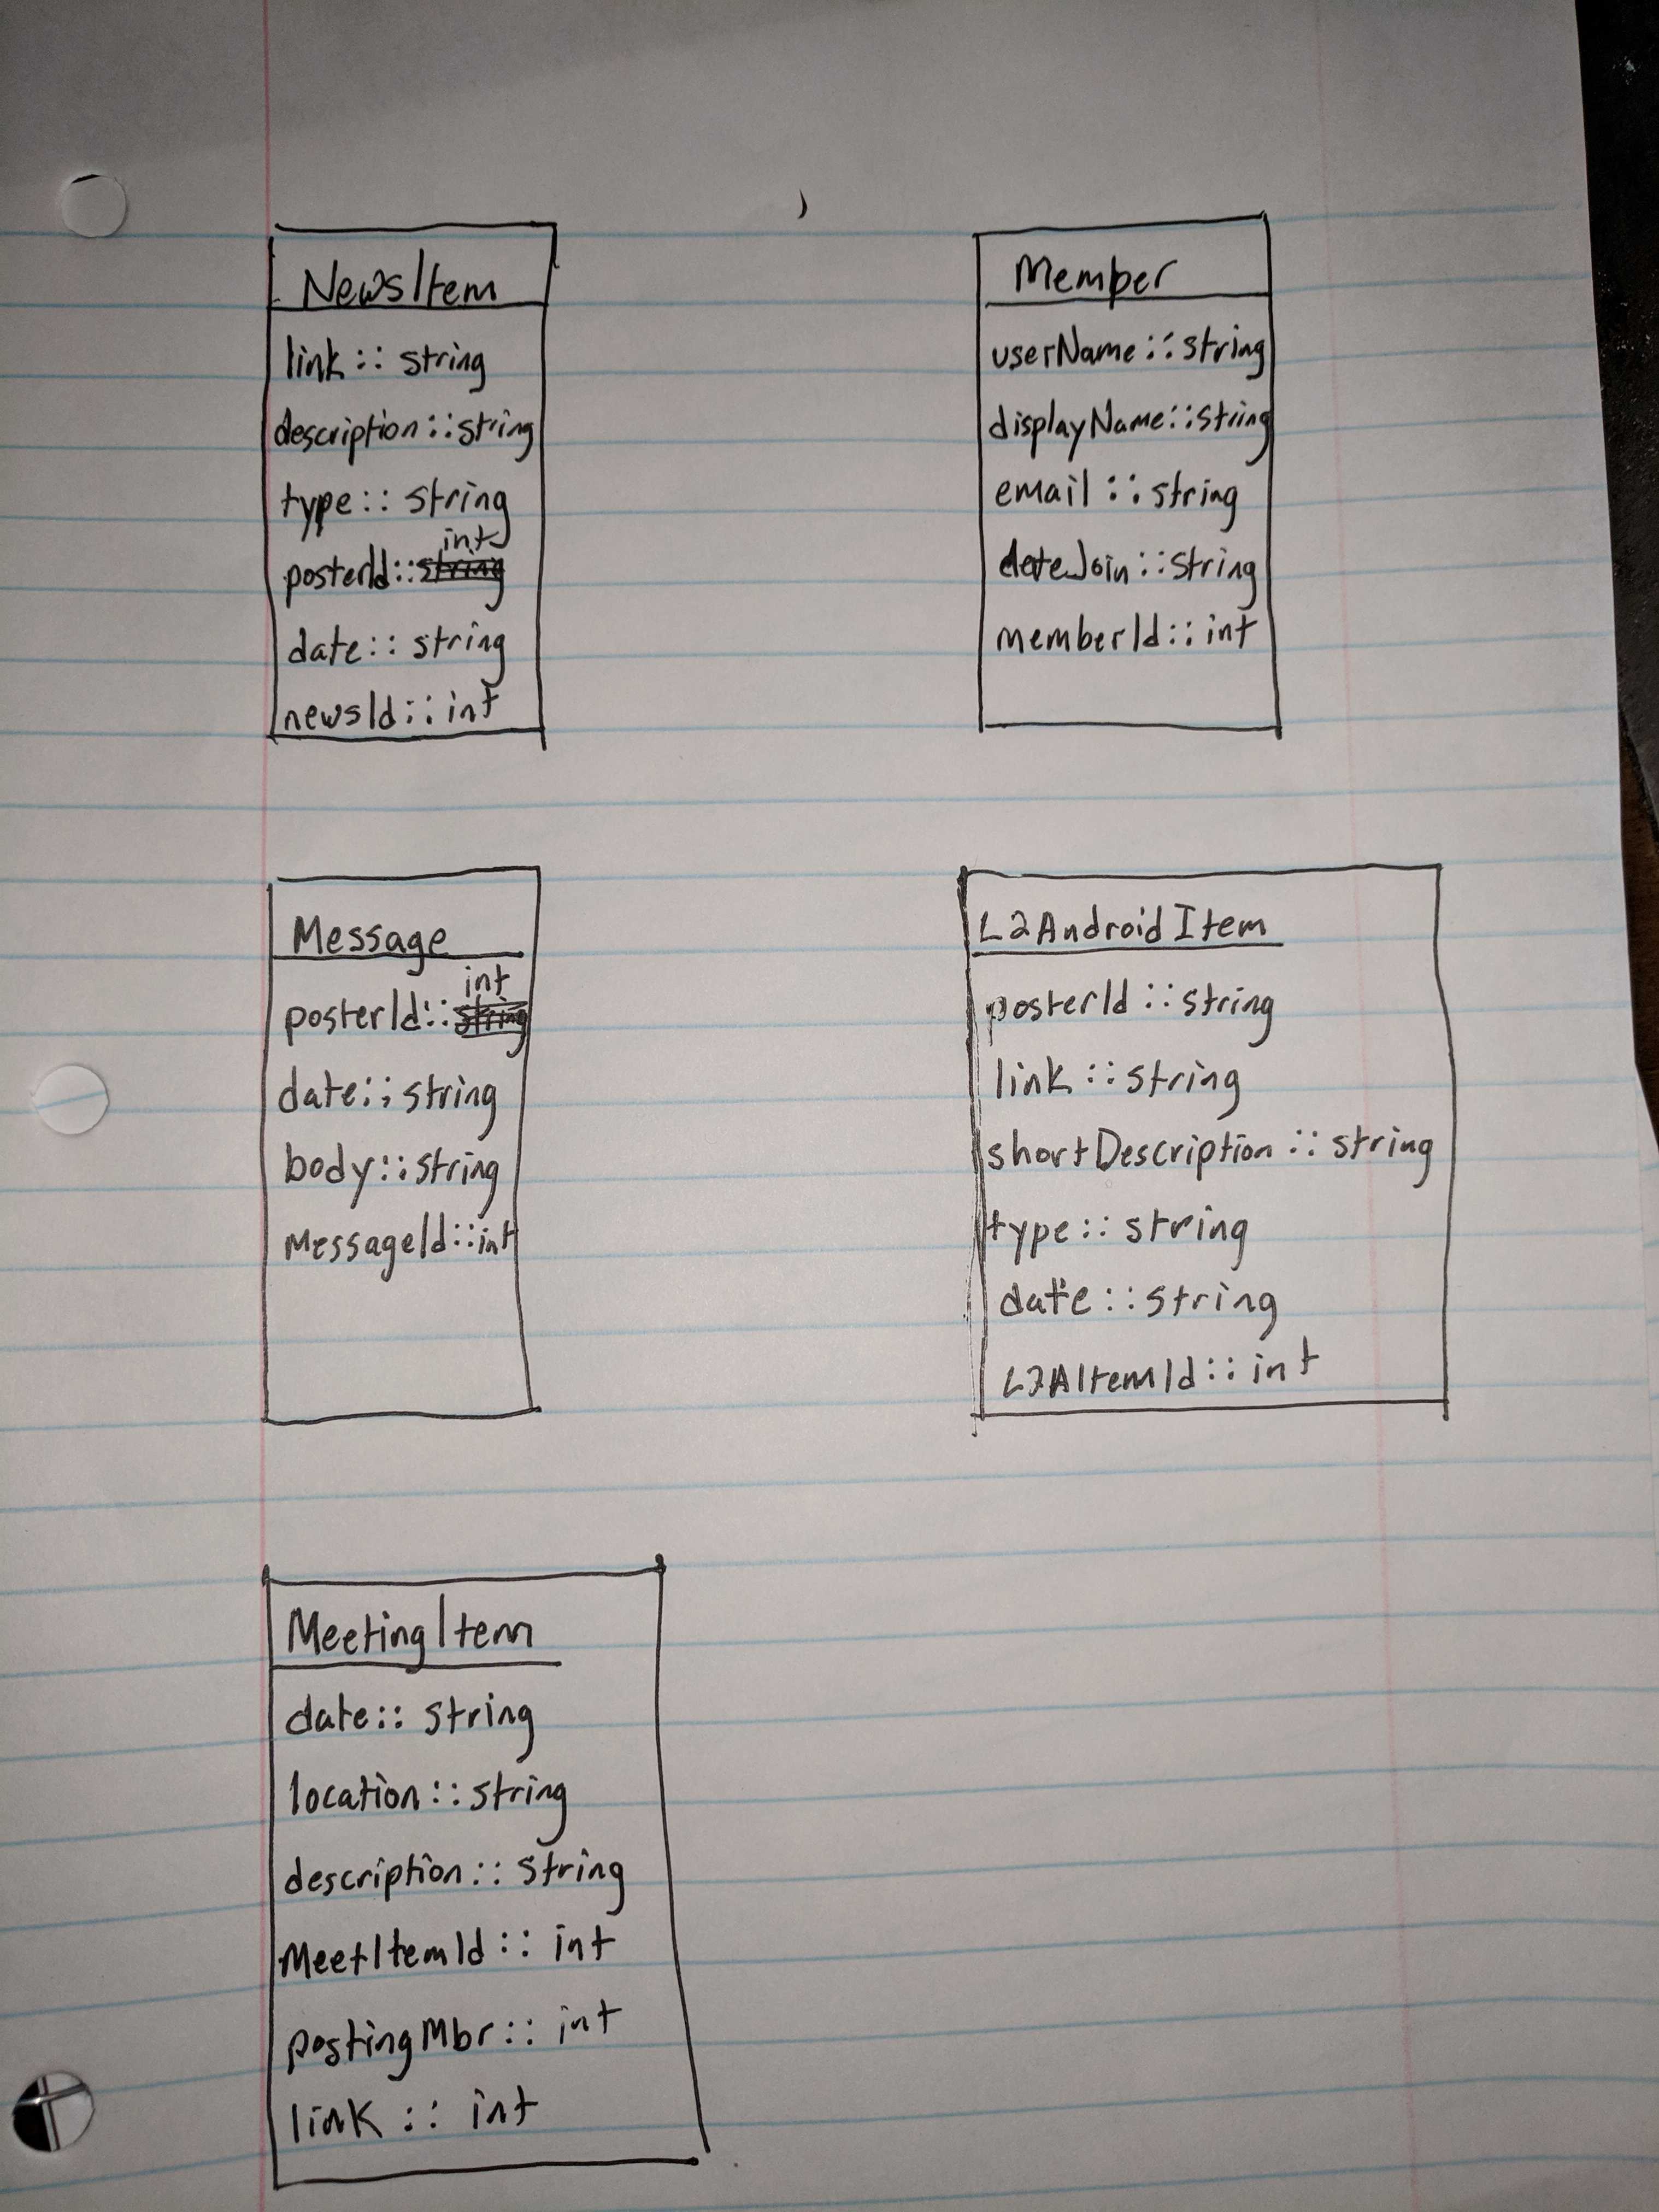 NewsItem
link :: string
description :: string
type :: string
int
posterId :: string
date :: string
newsId :: int
Member
userName :: string
displayName :: string
email :: string
dateJoin :: string
memberId :: int
Message
int
posterId :: string
date :: string
body :: string
MessageId :: int
L2AndroidItem
posterId :: string
link :: string
shortDescription :: string
type :: string
date :: string
L2AItemId :: int
MeetingItem
date :: string
location :: string
description :: string
MeetItemId :: int
postingMbr :: int
link :: int